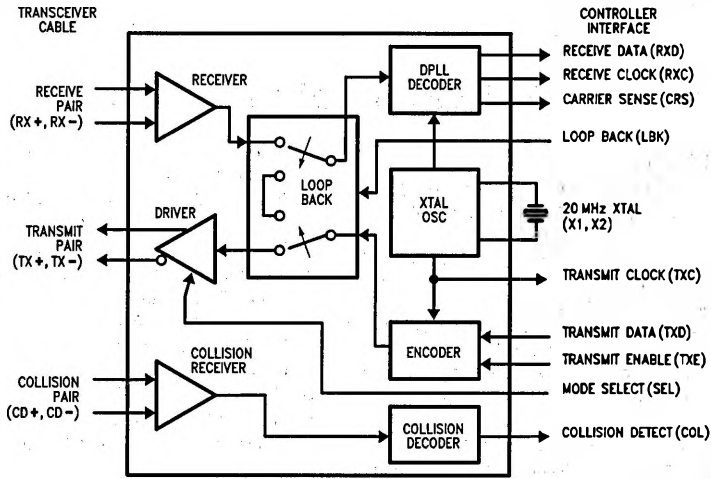 TRANSCEIVER
CABLE
CONTROLLER
INTERFACE
RECEIVER
DPLL
DECODER
RECEIVE DATA (RXD)
RECEIVE CLOCK (RXC)
CARRIER SENSE (CRS)
RECEIVE
PAIR
(RX+, RX-)
LOOP BACK (LBK)
LOOP
BACK
XTAL
OSC
20 MHz XTAL
(X1, X2)
DRIVER
TRANSMIT
PAIR
(TX+, TX-)
TRANSMIT CLOCK (TXC)
ENCODER
TRANSMIT DATA (TXD)
TRANSMIT ENABLE (TXE)
MODE SELECT (SEL)
COLLISION
RECEIVER
COLLISION
PAIR
(CD+, CD-)
COLLISION
DECODER
COLLISION DETECT (COL)